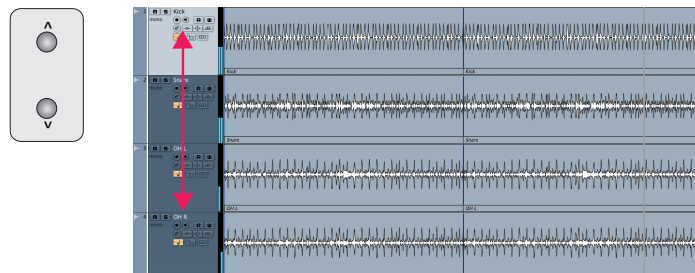 1 M S Kick
mono R W
Kick
Kick
2 M S Snare
mono R W
Snare
Snare
3 M S OH L
mono R W
OH L
OH L
4 M S OH R
mono R W